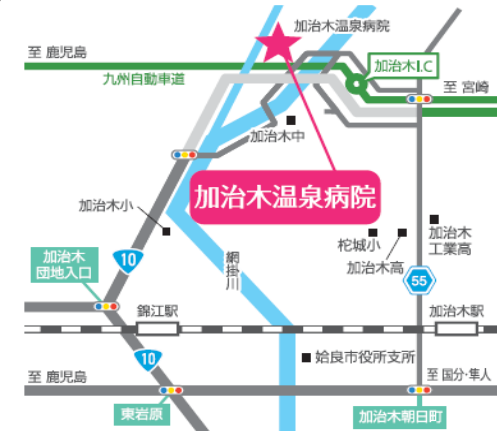 加治木温泉病院
至 鹿児島
加治木I.C
九州自動車道
至 宮崎
加治木中
加治木温泉病院
加治木小
柁城小
加治木高
加治木
工業高
加治木
団地入口
10
網掛川
55
錦江駅
加治木駅
10
姶良市役所支所
至 鹿児島
至 国分・隼人
東岩原
加治木朝日町